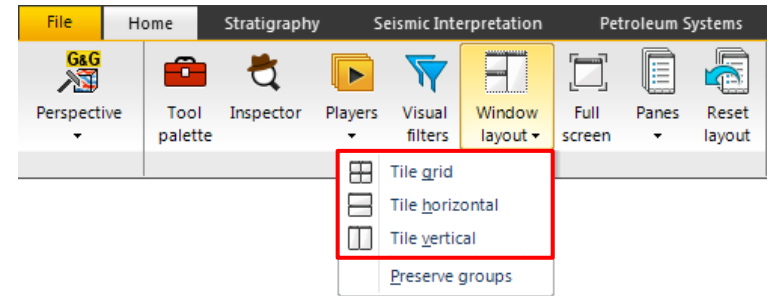 File Home Stratigraphy Seismic Interpretation Petroleum Systems
G&G
Perspective Tool palette Inspector Players Visual filters Window layout Full screen Panes Reset layout
Tile grid
Tile horizontal
Tile vertical
Preserve groups